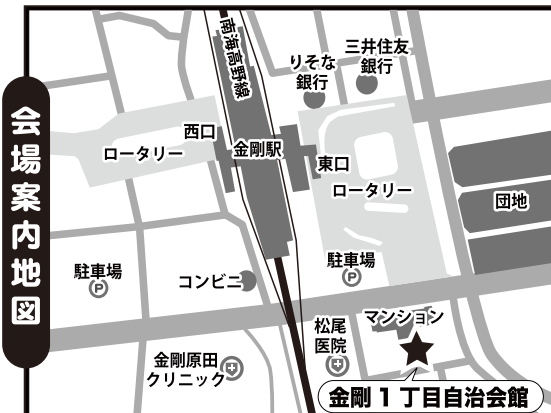 会場案内地図
南海高野線
りそな
銀行
三井住友
銀行
西口
ロータリー
金剛駅
東口
ロータリー
団地
駐車場
P
コンビニ
駐車場
P
マンション
松尾
医院
金剛原田
クリニック
金剛1丁目自治会館